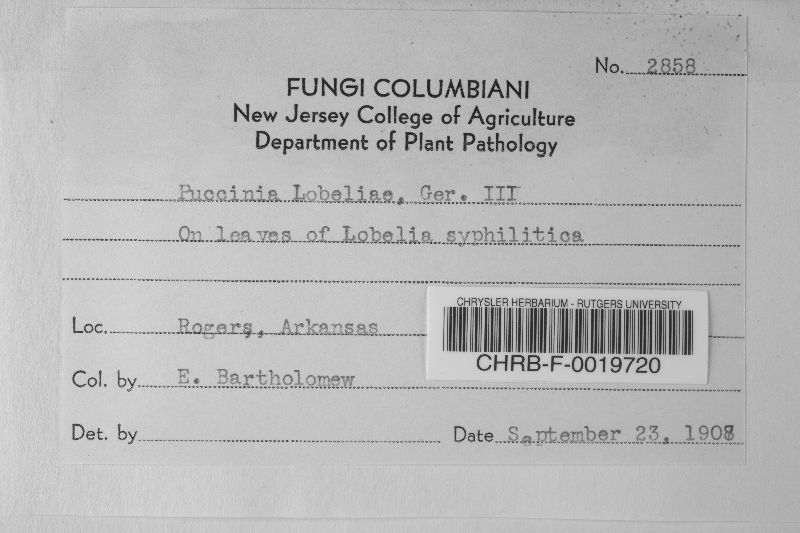 No. 2858
FUNGI COLUMBIANI
New Jersey College of Agriculture
Department of Plant Pathology
Puccinia Lobeliae, Ger. III
On leaves of Lobelia syphilitica
CHRYSLER HERBARIUM - RUTGERS UNIVERSITY
CHRB-F-0019720
Loc. Rogers, Arkansas
Col. by E. Bartholomew
Det. by
Date September 23, 1908